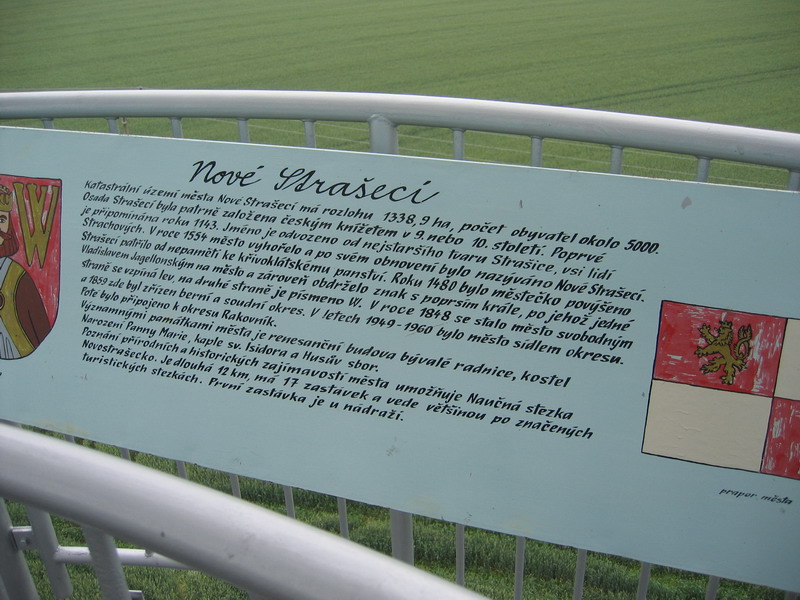 Nové Strašecí
Katastrální území města Nové Strašecí má rozlohu 1338,9 ha, počet obyvatel okolo 5000.
Osada Strašecí byla patrně založena českým knížetem v 9. nebo 10. století. Poprvé
je připomínána roku 1143. Jméno je odvozeno od nejstaršího tvaru Strašice, vsi lidí
Strachových. V roce 1554 město vyhořelo a po svém obnovení bylo nazýváno Nové Strašecí.
Strašecí patřilo od nepaměti ke křivoklátskému panství. Roku 1480 bylo městečko povýšeno
Vladislavem Jagellonským na město a zároveň obdrželo znak s poprsím krále, po jehož jedné
straně se vzpíná lev, na druhé straně je písmeno W. V roce 1848 se stalo město svobodným
a 1859 zde byl zřízen berní a soudní okres. V letech 1949-1960 bylo město sídlem okresu.
Poté bylo připojeno k okresu Rakovník.
Významnými památkami města je renesanční budova bývalé radnice, kostel
Narození Panny Marie, kaple sv. Isidora a Husův sbor.
Poznání přírodních a historických zajímavostí města umožňuje Naučná stezka
Novostrašecko. Je dlouhá 12 km, má 17 zastávek a vede většinou po značených
turistických stezkách. První zastávka je u nádraží.
W
prapor města